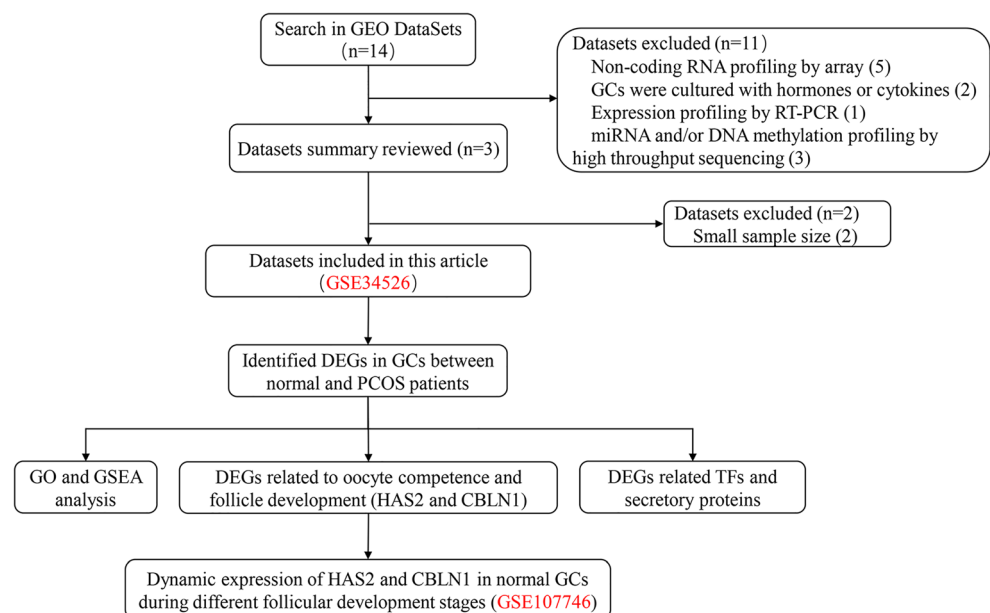 Search in GEO DataSets
(n=14)
Datasets excluded (n=11）
Non-coding RNA profiling by array (5)
GCs were cultured with hormones or cytokines (2)
Expression profiling by RT-PCR (1)
miRNA and/or DNA methylation profiling by
high throughput sequencing (3)
Datasets summary reviewed (n=3)
Datasets excluded (n=2)
Small sample size (2)
Datasets included in this article
（GSE34526）
Identified DEGs in GCs between
normal and PCOS patients
GO and GSEA
analysis
DEGs related to oocyte competence and
follicle development (HAS2 and CBLN1)
DEGs related TFs and
secretory proteins
Dynamic expression of HAS2 and CBLN1 in normal GCs
during different follicular development stages (GSE107746)